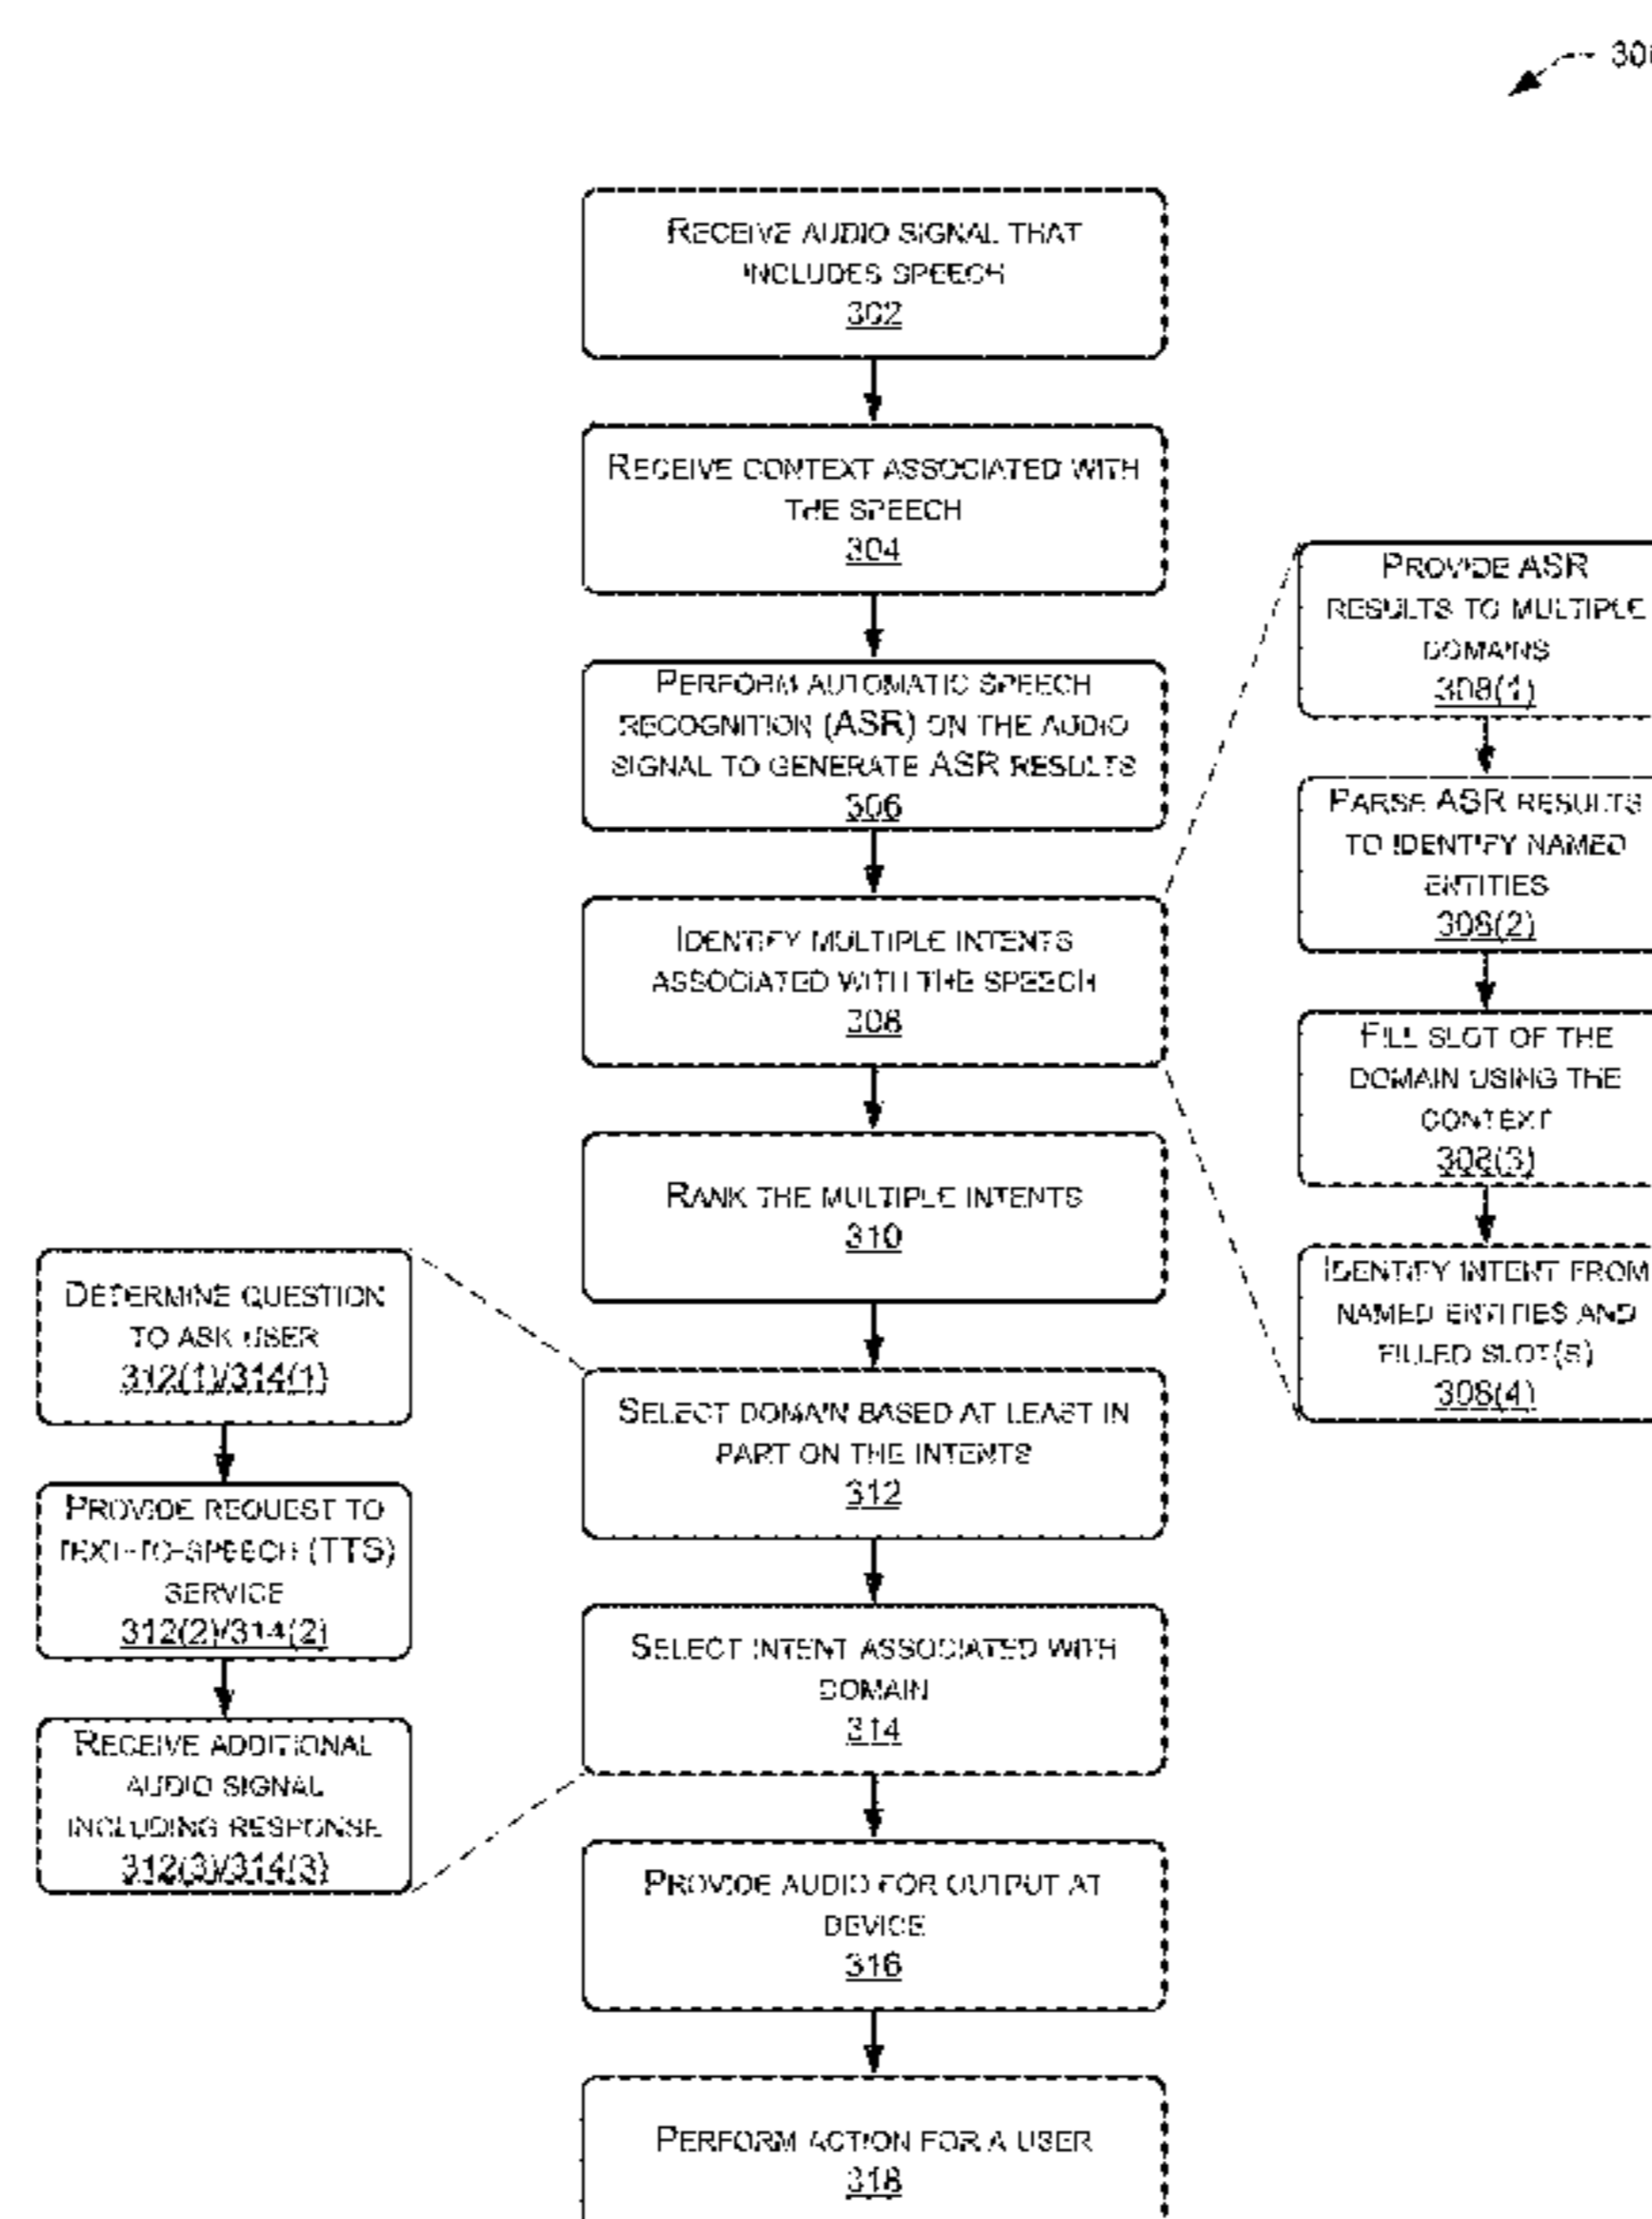 RECEIVE AUDIO SIGNAL THAT
INCLUDES SPEECH
302
RECEIVE CONTEXT ASSOCIATED WITH
THE SPEECH
304
PERFORM AUTOMATIC SPEECH
RECOGNITION (ASR) ON THE AUDIO
SIGNAL TO GENERATE ASR RESULTS
306
IDENTIFY MULTIPLE INTENTS
ASSOCIATED WITH THE SPEECH
308
PROVIDE ASR
RESULTS TO MULTIPLE
DOMAINS
308(1)
PARSE ASR RESULTS
TO IDENTIFY NAMED
ENTITIES
308(2)
FILL SLOT OF THE
DOMAIN USING THE
CONTEXT
308(3)
IDENTIFY INTENT FROM
NAMED ENTITIES AND
FILLED SLOT(S)
308(4)
RANK THE MULTIPLE INTENTS
310
SELECT DOMAIN BASED AT LEAST IN
PART ON THE INTENTS
312
DETERMINE QUESTION
TO ASK USER
312(1)/314(1)
PROVIDE REQUEST TO
TEXT-TO-SPEECH (TTS)
SERVICE
312(2)/314(2)
RECEIVE ADDITIONAL
AUDIO SIGNAL
INCLUDING RESPONSE
312(3)/314(3)
SELECT INTENT ASSOCIATED WITH
DOMAIN
314
PROVIDE AUDIO FOR OUTPUT AT
DEVICE
316
PERFORM ACTION FOR A USER
318